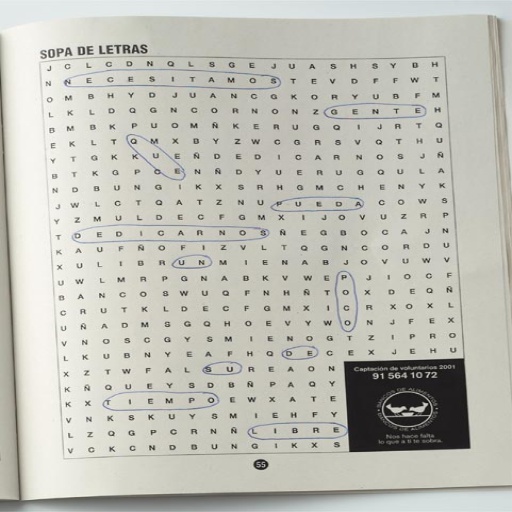 SOPA DE LETRAS
J C L C D N Q L S G E J U A S H S Y B H
N N E C E S I T A M O S T E V D F F W T
O M B H Y D J U A N C G K O R Y U B F M
L K L D Q G N C O R N O N Z G E N T E H
B M B K P U O M Ñ K E R U G Q I J R T Q
E K L T Q M X B Y Z W C G R S V Q T H U
Y T G K K U E Ñ D E D I C A R N O S J Ñ
B T K G P C E N Ñ D Y U E R U G Q U L A
N D B U N G I K X S R H G M C H E N Y K
J W L C T Q A T Z N U P U E D A C O W S
Y Z M U L D E C F G M X I J O V U Z R P
T D E D I C A R N O S Ñ E G B O C A J N
K A U F Ñ O F I Z V L T Q G N C O R D U
X U L I B R U N M I E N A B J O V U W V
U W L M R P G N A B K V W E P J I O C F
B A N C O S W U Q F N H Ñ T O X D E Q Ñ
C R U T K L D E C F G M X I C R X O X L
U Ñ A D M S G Q H O E V Y W O N J F E X
V N O S C G Y S M I E N O G T Z I P R O
L K U B N Y E A F H Q D E C E X J E H U
X Z T W F A L S U R E A O N
K Ñ Q U E Y S D B Ñ P A Q Y
K X T I E M P O E W X A T E
V N K S K U Y S M I E H F Y
L Z Q G P C R N Ñ L I B R E
V C K C N D B U N G I K X S
Captación de voluntarios 2001
91 564 10 72
Nos hace falta
lo que a ti te sobra.
55